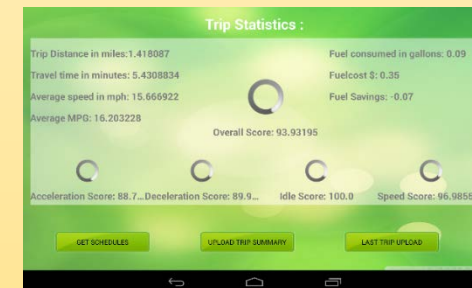 Trip Statistics :
Trip Distance in miles:1.418087
Fuel consumed in gallons: 0.09
Travel time in minutes: 5.4308834
Fuelcost $: 0.35
Average speed in mph: 15.666922
Fuel Savings: -0.07
Average MPG: 16.203228
Overall Score: 93.93195
Acceleration Score: 88.7... Deceleration Score: 89.9... Idle Score: 100.0 Speed Score: 96.9855
GET SCHEDULES UPLOAD TRIP SUMMARY LAST TRIP UPLOAD